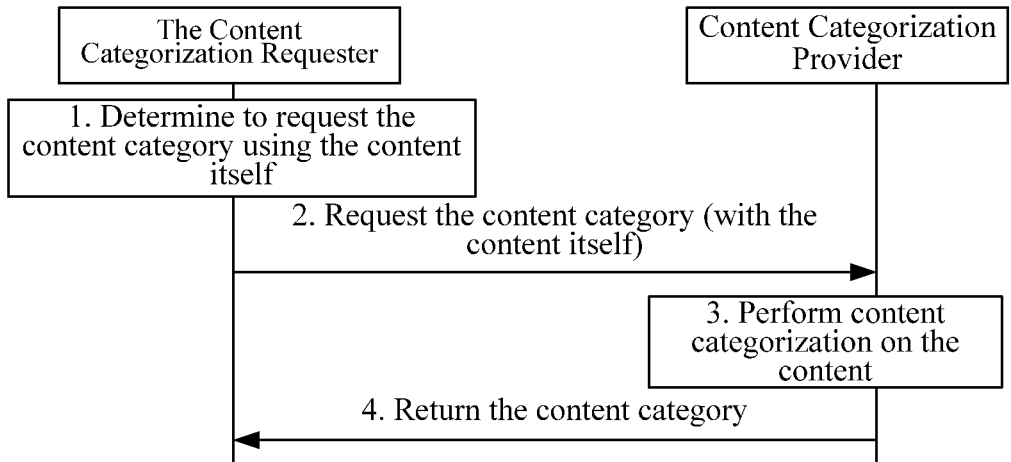 The Content
Categorization Requester
Content Categorization
Provider
1. Determine to request the
content category using the content
itself
2. Request the content category (with the
content itself)
3. Perform content
categorization on the
content
4. Return the content category